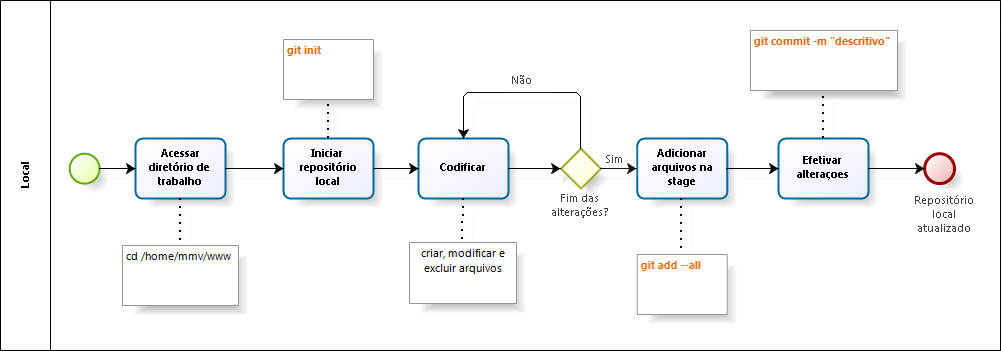 Local
git init
git commit -m "descritivo"
Não
Acessar
diretório de
trabalho
Iniciar
repositório
local
Codificar
Sim
Fim das
alterações?
Adicionar
arquivos na
stage
Efetivar
alteraçoes
Repositório
local
atualizado
cd /home/mmv/www
criar, modificar e
excluir arquivos
git add --all